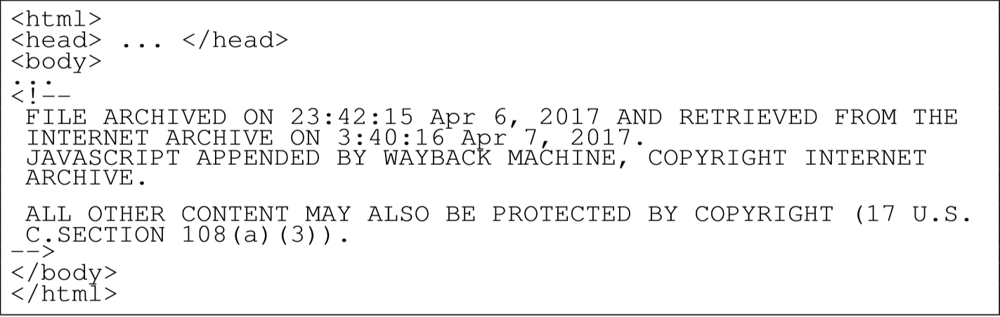 <html>
<head> ... </head>
<body>
...
<!--
FILE ARCHIVED ON 23:42:15 Apr 6, 2017 AND RETRIEVED FROM THE
INTERNET ARCHIVE ON 3:40:16 Apr 7, 2017.
JAVASCRIPT APPENDED BY WAYBACK MACHINE, COPYRIGHT INTERNET
ARCHIVE.
ALL OTHER CONTENT MAY ALSO BE PROTECTED BY COPYRIGHT (17 U.S.
C.SECTION 108(a)(3)).
-->
</body>
</html>